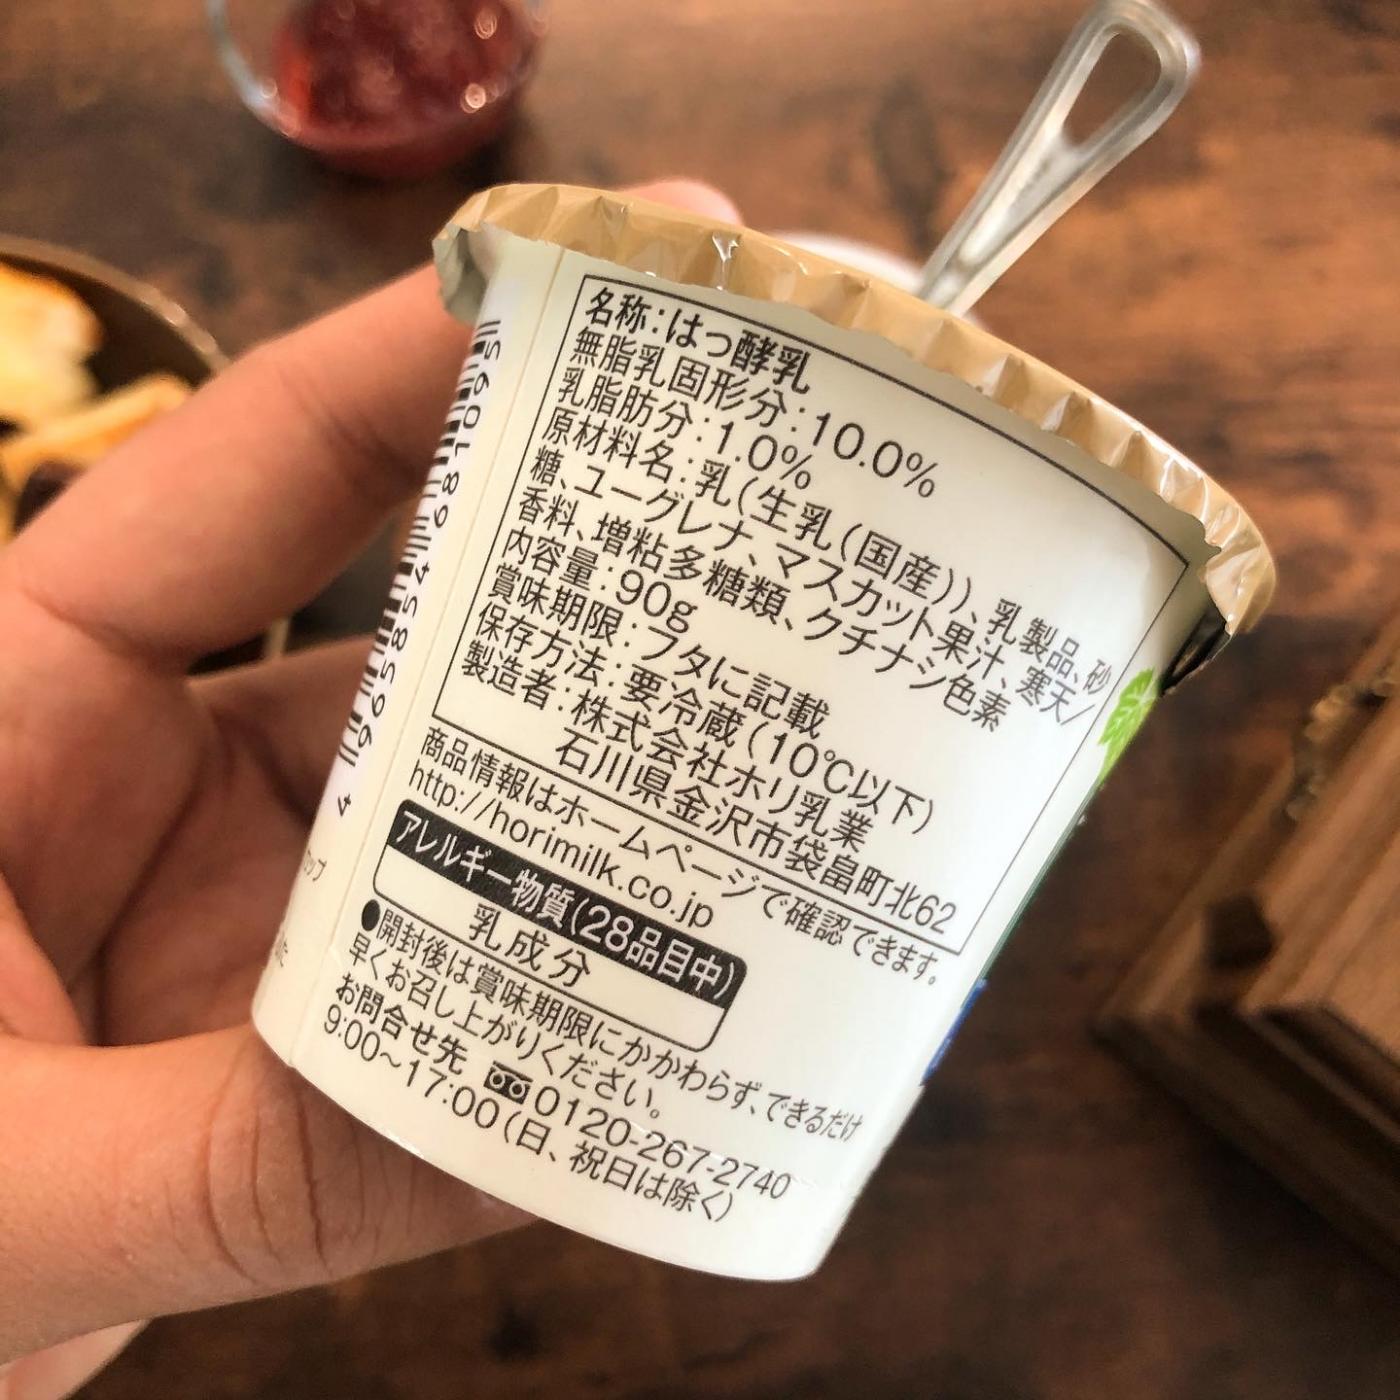 名称：はっ酵乳
無脂乳固形分：10.0%
乳脂肪分：1.0%
原材料名：乳(生乳(国産))、乳製品、砂
糖、ユーグレナ、マスカット果汁、寒天/
香料、増粘多糖類、クチナシ色素
内容量：90g
賞味期限：フタに記載
保存方法：要冷蔵(10℃以下)
製造者：株式会社ホリ乳業
石川県金沢市袋畠町北62
商品情報はホームページで確認できます。
http://horimilk.co.jp
アレルギー物質(28品目中)
乳成分
●開封後は賞味期限にかかわらず、できるだけ
早くお召し上がりください。
お問合せ先 0120-267-2740
9:00~17:00(日、祝日は除く)
4 969658 546810 95